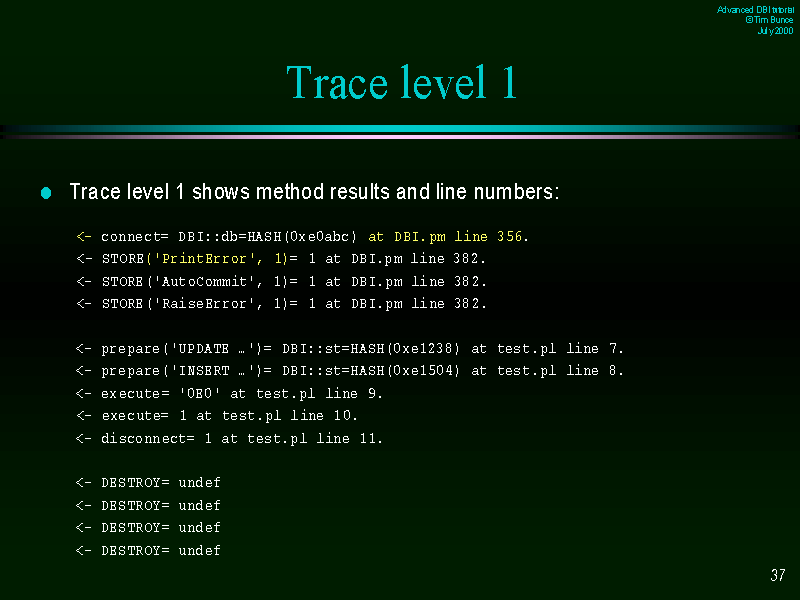 Advanced DBI tutorial
© Tim Bunce
July 2000
Trace level 1
Trace level 1 shows method results and line numbers:
<- connect= DBI::db=HASH(0xe0abc) at DBI.pm line 356.
<- STORE('PrintError', 1)= 1 at DBI.pm line 382.
<- STORE('AutoCommit', 1)= 1 at DBI.pm line 382.
<- STORE('RaiseError', 1)= 1 at DBI.pm line 382.
<- prepare('UPDATE …')= DBI::st=HASH(0xe1238) at test.pl line 7.
<- prepare('INSERT …')= DBI::st=HASH(0xe1504) at test.pl line 8.
<- execute= '0E0' at test.pl line 9.
<- execute= 1 at test.pl line 10.
<- disconnect= 1 at test.pl line 11.
<- DESTROY= undef
<- DESTROY= undef
<- DESTROY= undef
<- DESTROY= undef
37